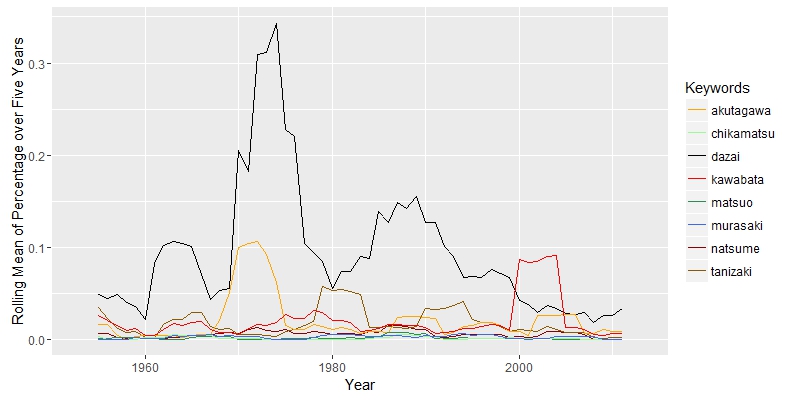 Rolling Mean of Percentage over Five Years
0.3
0.2
0.1
0.0
1960
1980
2000
Year
Keywords
akutagawa
chikamatsu
dazai
kawabata
matsuo
murasaki
natsume
tanizaki